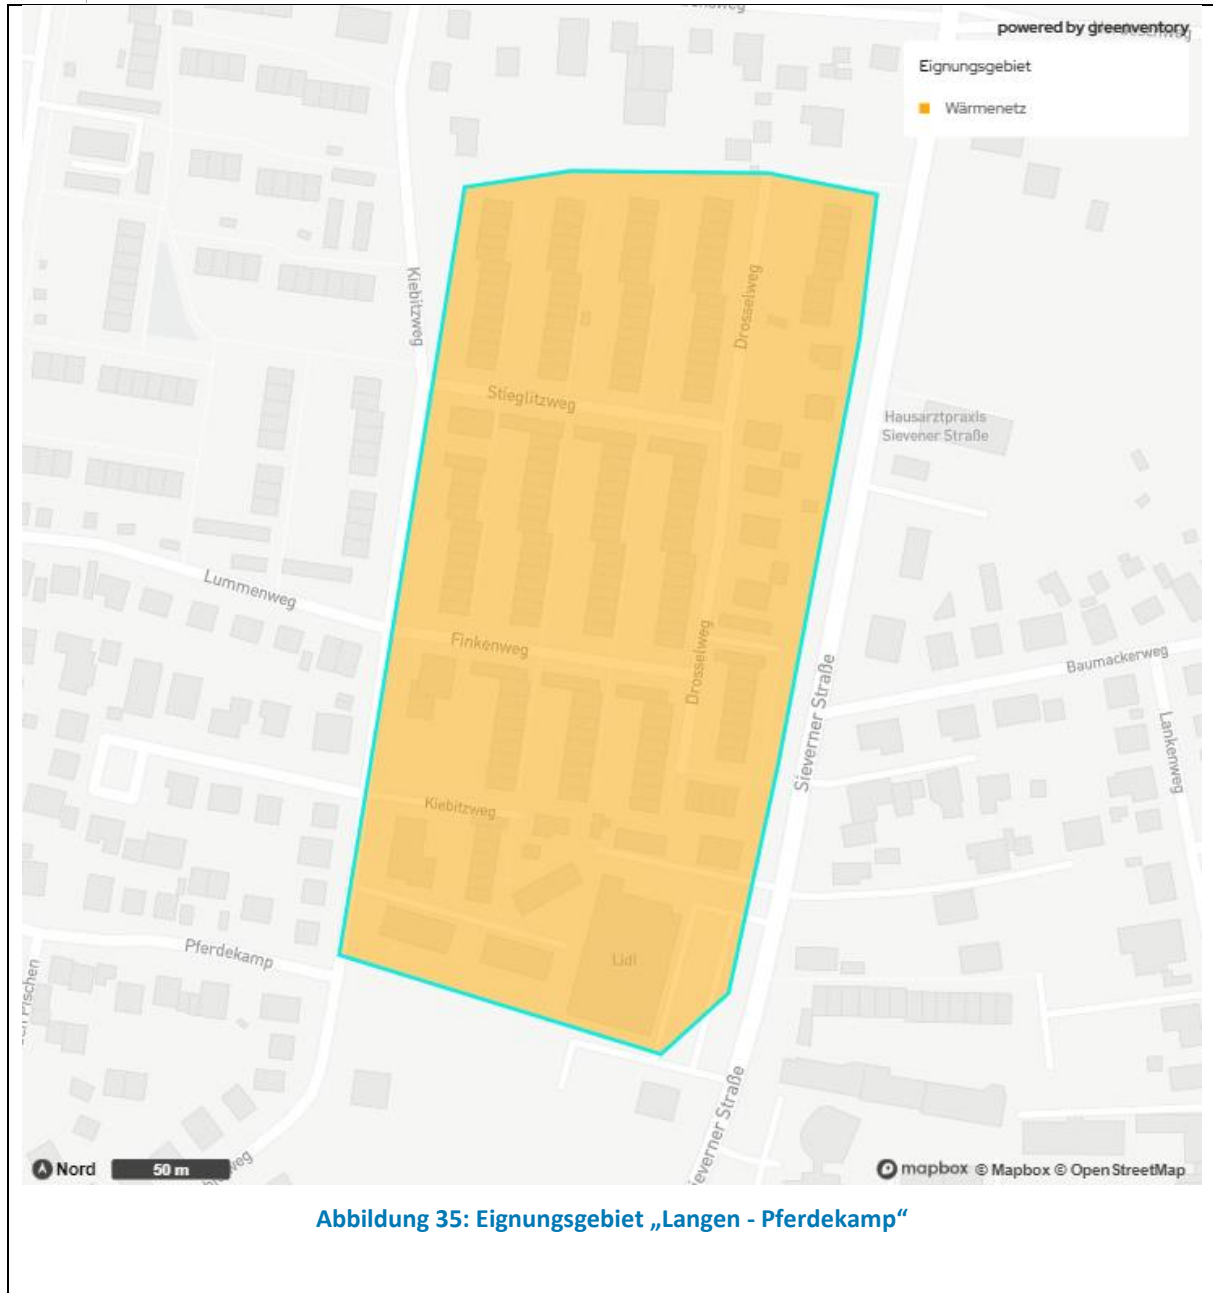 powered by greenventory
Eignungsgebiet
Wärmenetz
Kiebitzweg
Drosselweg
Stieglitzweg
Hausarztpraxis
Sievener Straße
Lummenweg
Finkenweg
Drosselweg
Baumackerweg
Sieverner Straße
Lankenweg
Kiebitzweg
Pferdekamp
Lidl
Pischen
Sieverner Straße
Nord
50 m
mapbox © Mapbox © OpenStreetMap
Abbildung 35: Eignungsgebiet „Langen - Pferdekamp“